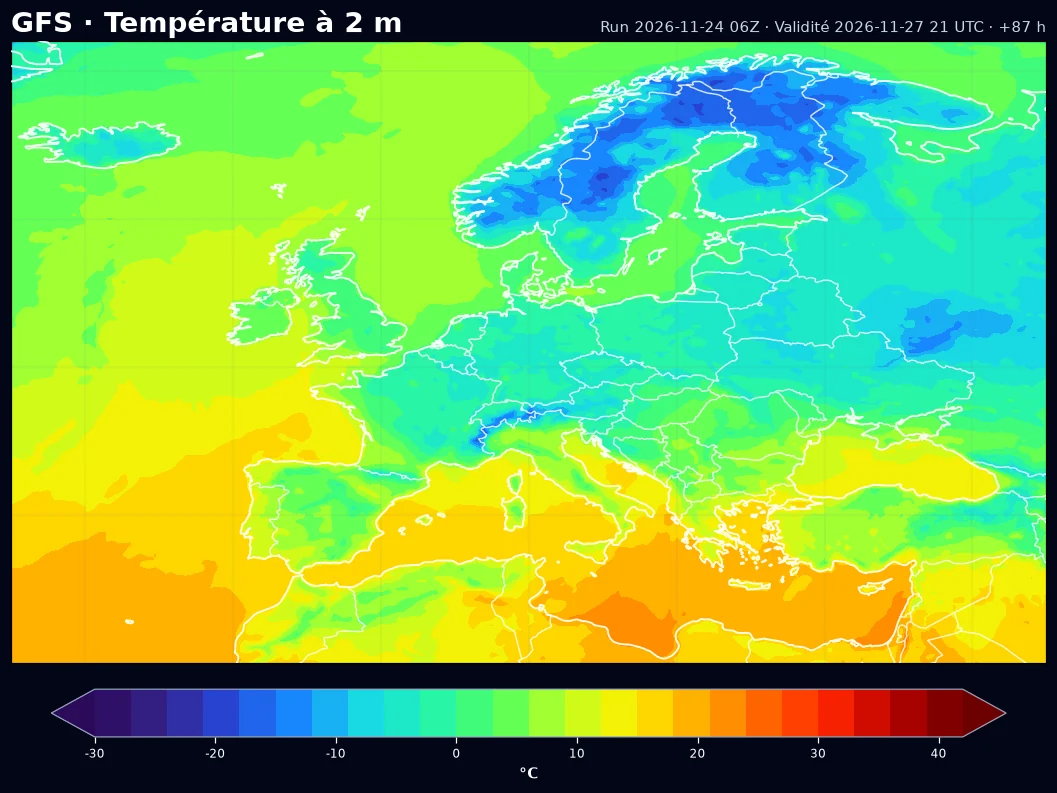 GFS · Température à 2 m
Run 2026-11-24 06Z · Validité 2026-11-27 21 UTC · +87 h
-30 -20 -10 0 10 20 30 40
°C